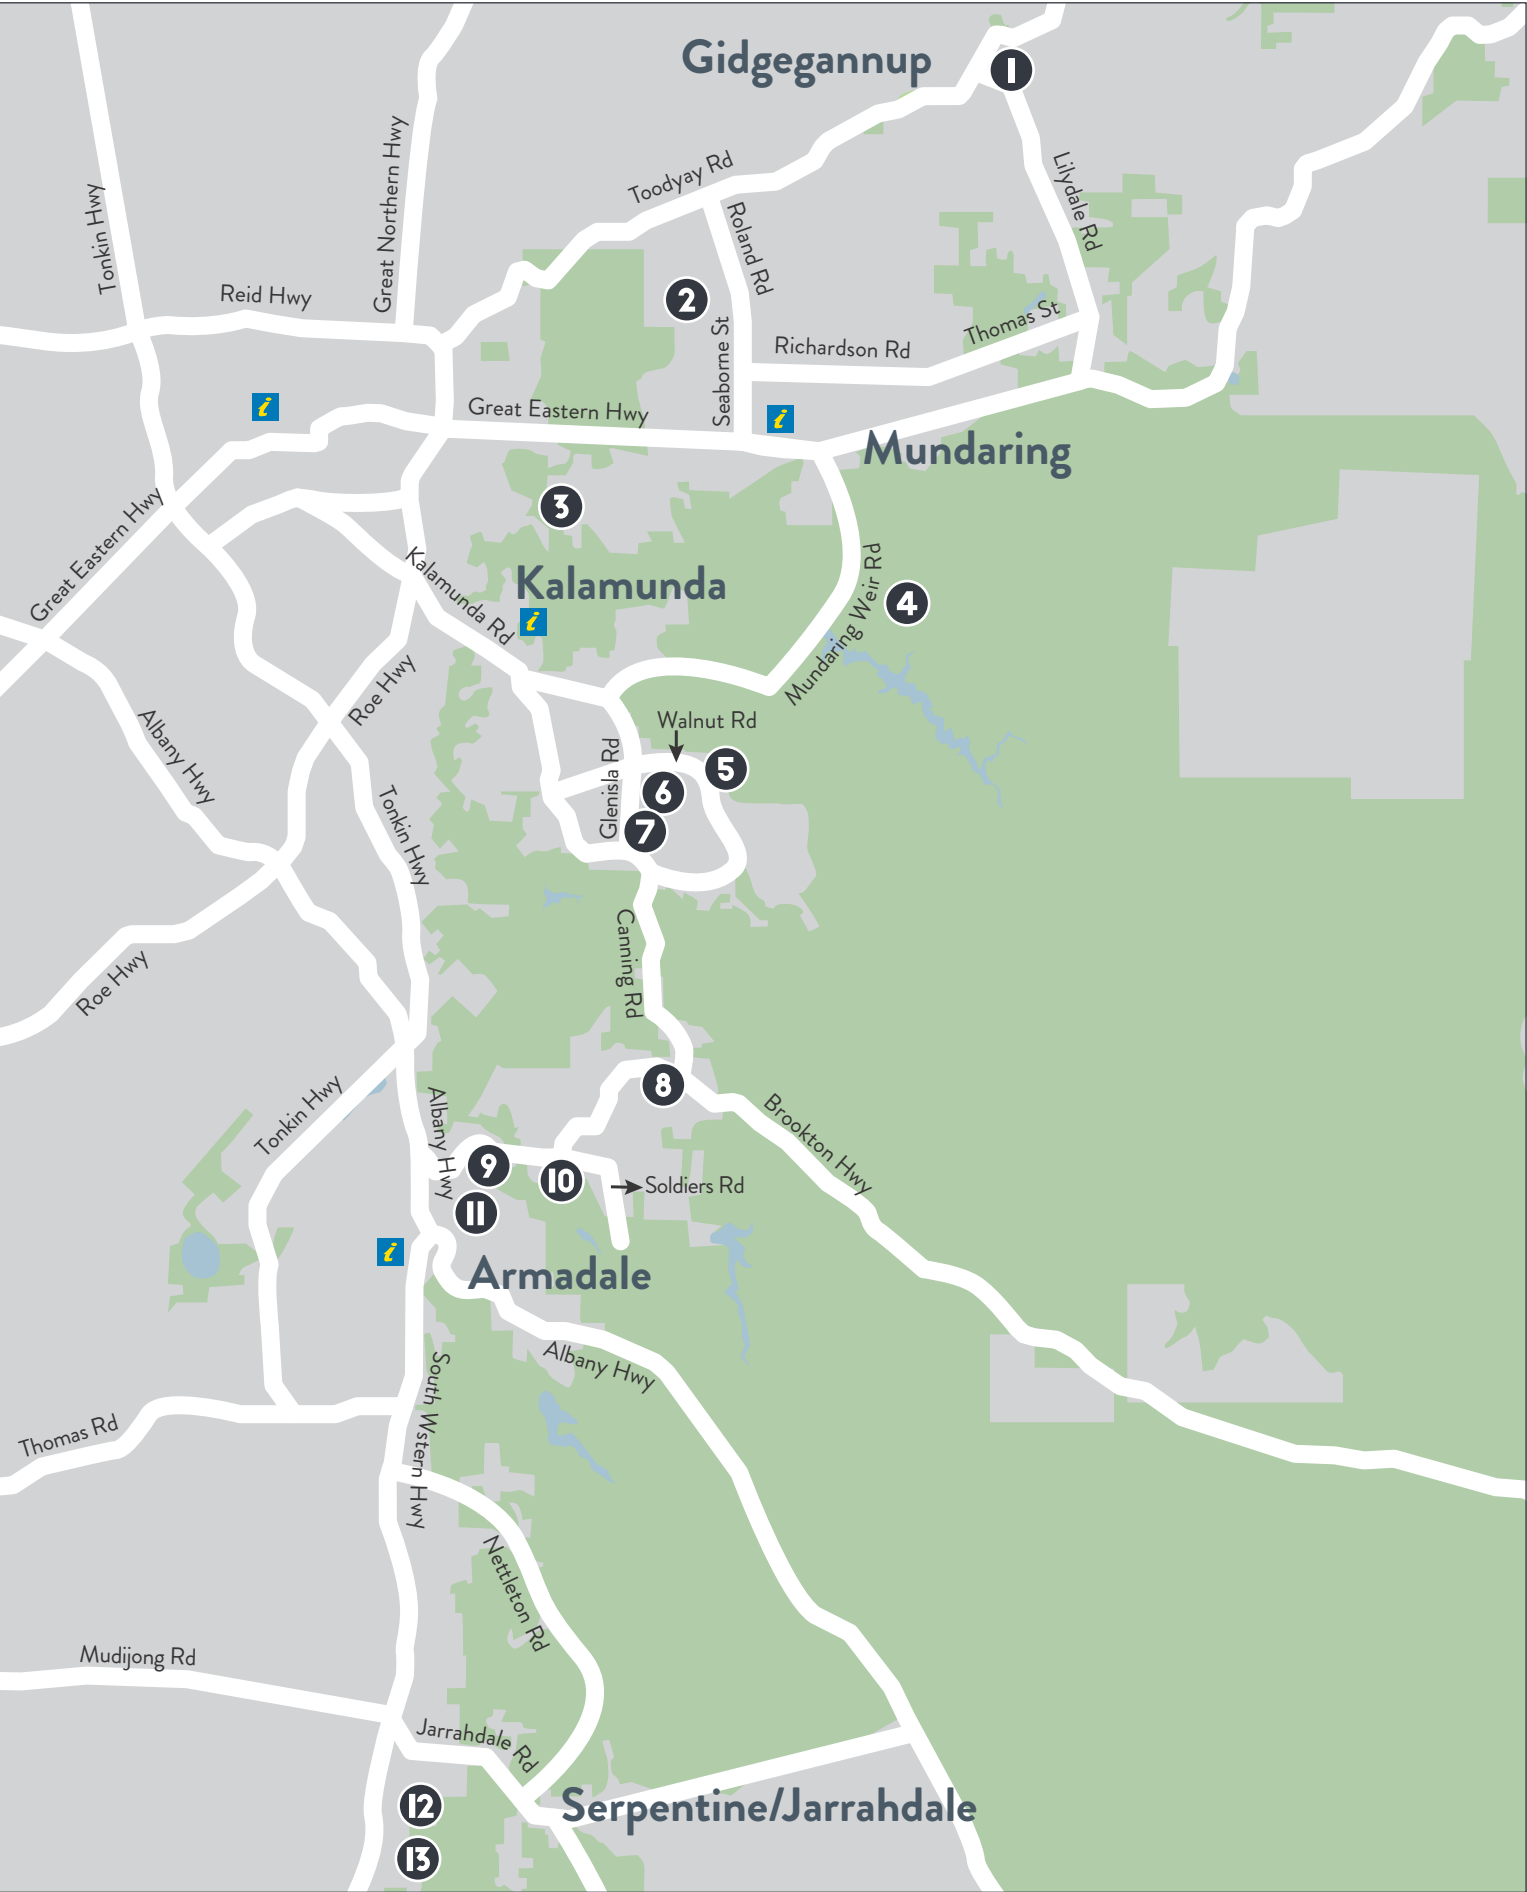 Gidgegannup
1
Toodyay Rd
Lilydale Rd
Tonkin Hwy
Great Northern Hwy
Roland Rd
Reid Hwy
2
Thomas St
Richardson Rd
Seaborne St
i
Great Eastern Hwy
i
Mundaring
3
Great Eastern Hwy
Kalamunda Rd
Kalamunda
i
4
Mundaring Weir Rd
Roe Hwy
Albany Hwy
Walnut Rd
5
Glenisla Rd
6
7
Tonkin Hwy
Canning Rd
Roe Hwy
8
Tonkin Hwy
Albany Hwy
Brookton Hwy
9
10
Soldiers Rd
11
i
Armadale
Albany Hwy
South Wstern Hwy
Thomas Rd
Nettleton Rd
Mudijong Rd
Jarrahdale Rd
12
Serpentine/Jarrahdale
13